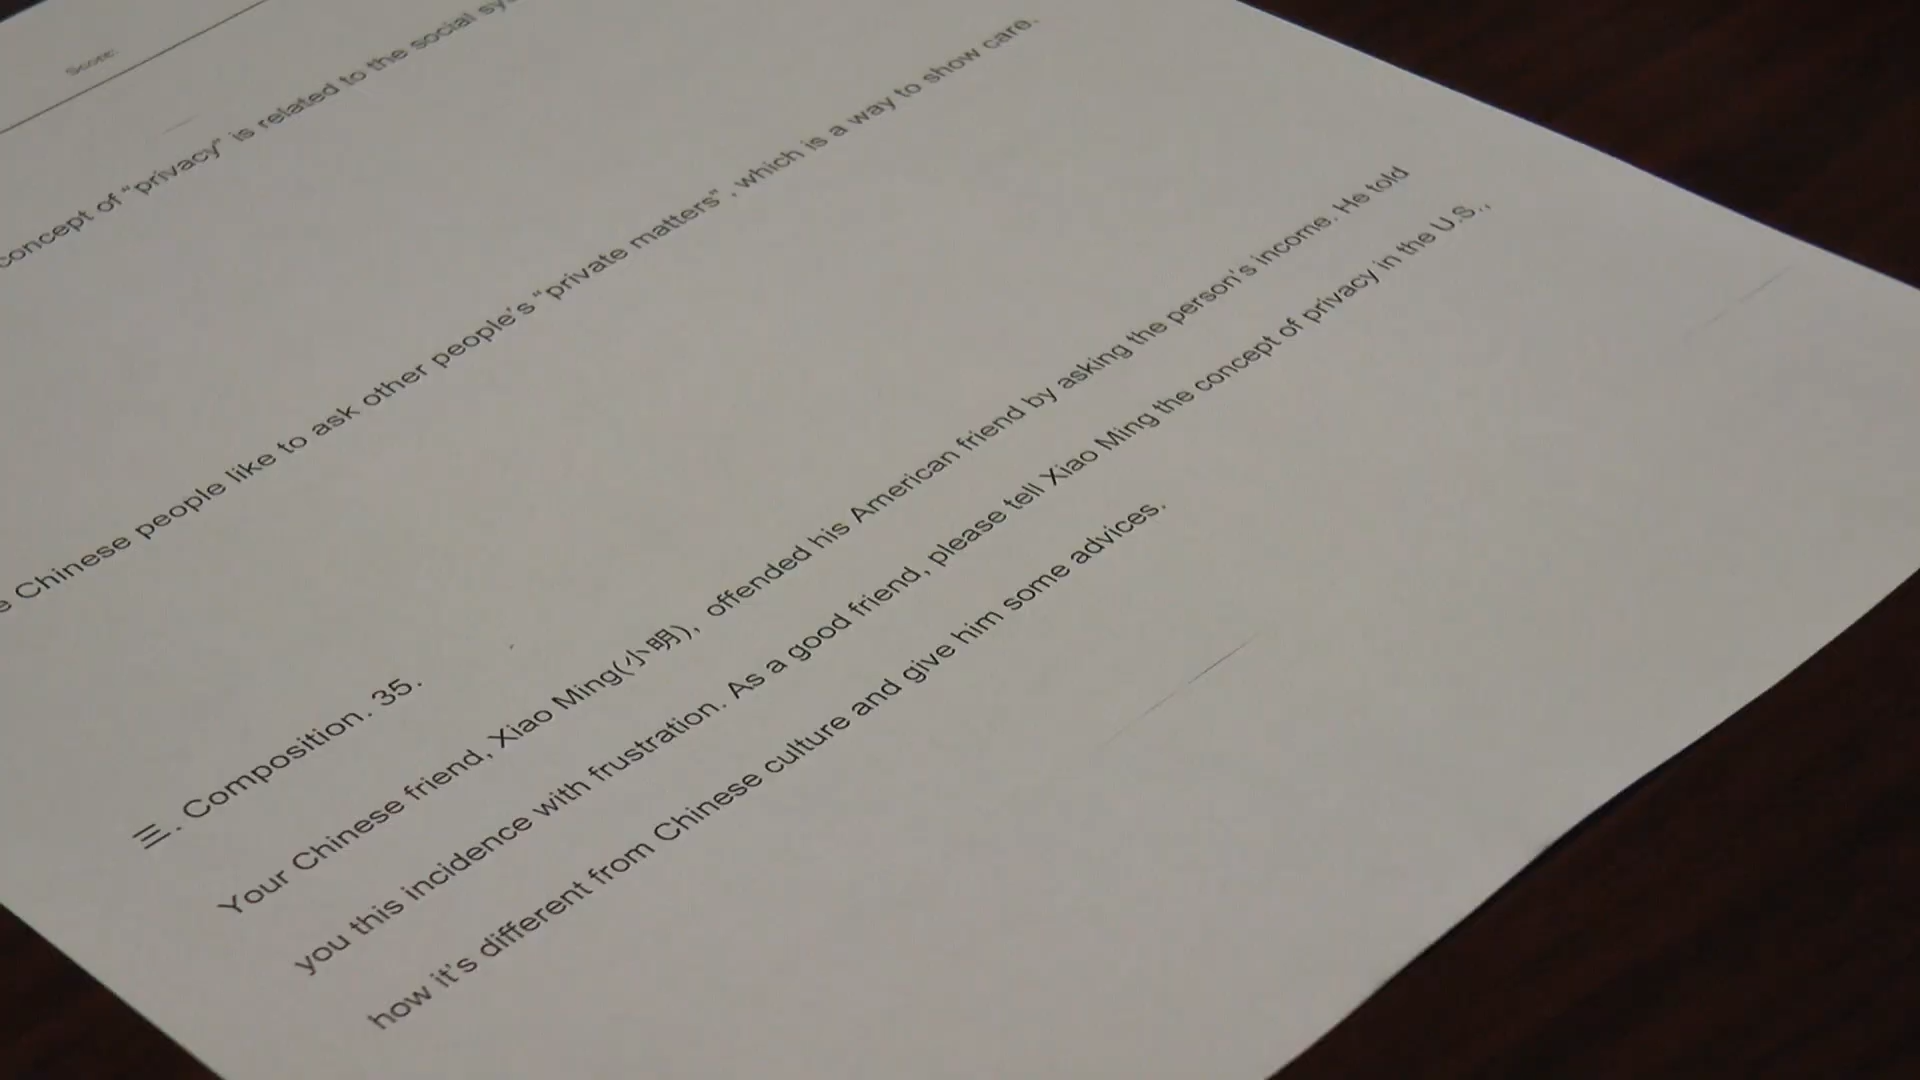 Score:
concept of "privacy" is related to the social
Chinese people like to ask other people's "private matters", which is a way to show care.
三. Composition. 35.
Your Chinese friend, Xiao Ming(小明), offended his American friend by asking the person's income. He told
you this incidence with frustration. As a good friend, please tell Xiao Ming the concept of privacy in the U.S.,
how it's different from Chinese culture and give him some advices.